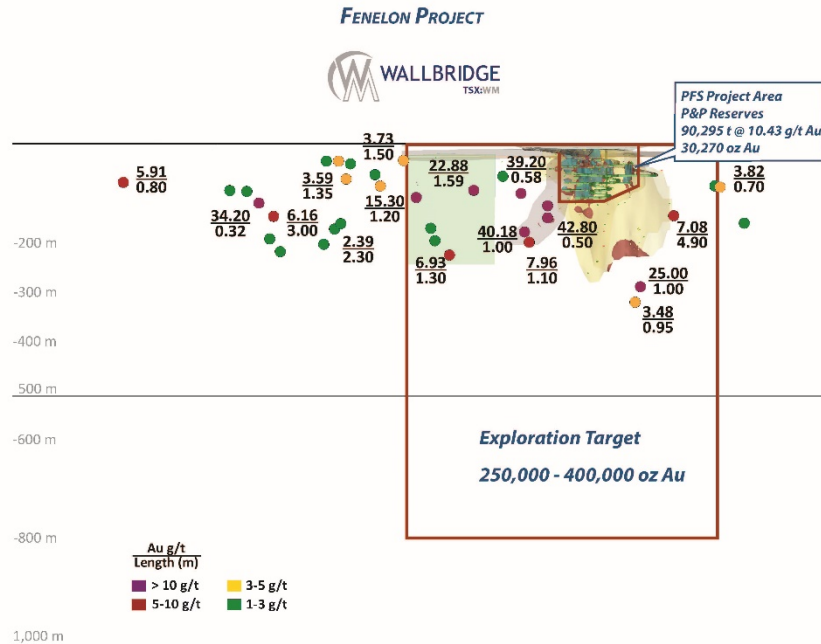 FENELON PROJECT
WALLBRIDGE
TSX:WM
PFS Project Area
P&P Reserves
90,295 t @ 10.43 g/t Au
30,270 oz Au
3.73
1.50
5.91
0.80
3.59
1.35
22.88
1.59
39.20
0.58
3.82
0.70
34.20
0.32
6.16
3.00
15.30
1.20
2.39
2.30
40.18
1.00
42.80
0.50
7.08
4.90
6.93
1.30
7.96
1.10
25.00
1.00
3.48
0.95
-200 m
-300 m
-400 m
500 m
-600 m
-800 m
1,000 m
Exploration Target
250,000 - 400,000 oz Au
Au g/t
Length (m)
> 10 g/t
3-5 g/t
5-10 g/t
1-3 g/t